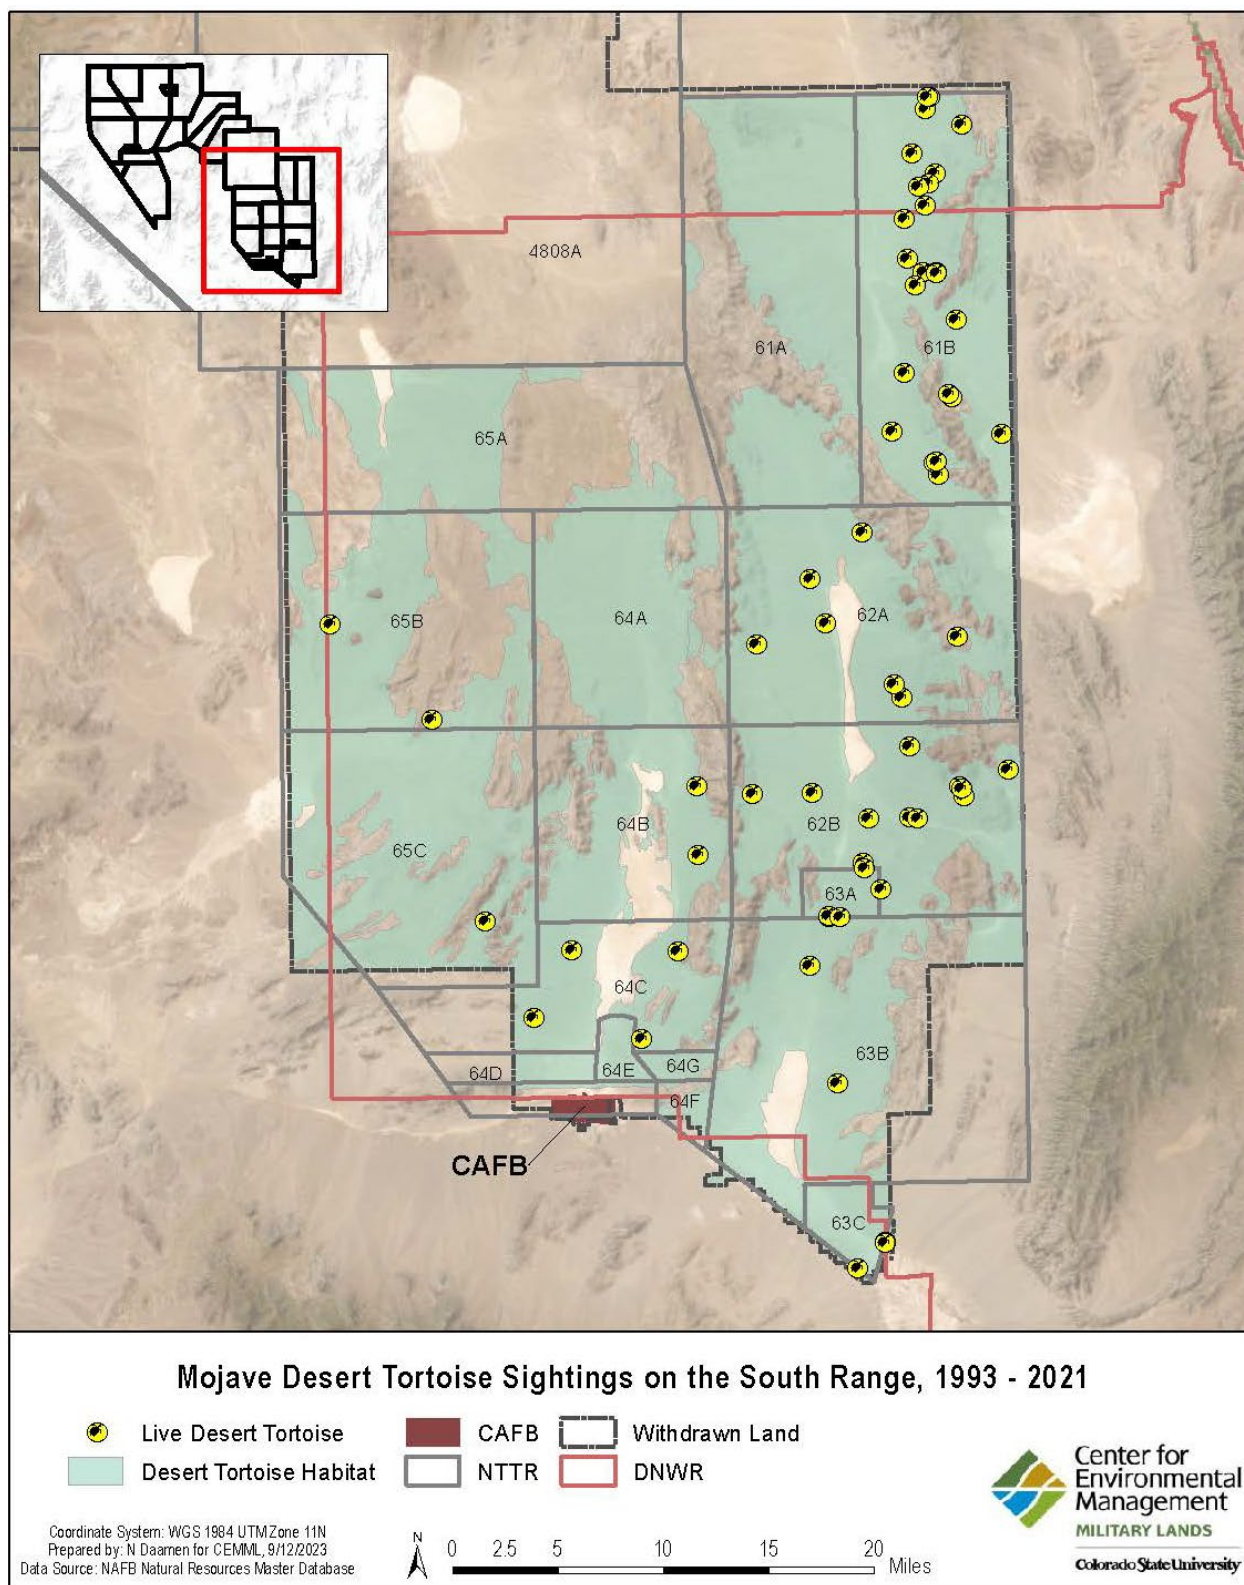 4808A
61A
61B
65A
65B
64A
62A
64B
62B
65C
63A
64C
63B
64D
64E
64G
64F
CAFB
63C
Mojave Desert Tortoise Sightings on the South Range, 1993 - 2021
Live Desert Tortoise
CAFB
Withdrawn Land
Desert Tortoise Habitat
NTTR
DNWR
Coordinate System: WGS 1984 UTM Zone 11N
Prepared by: N Daamen for CEMML, 9/12/2023
Data Source: NAFB Natural Resources Master Database
N
0 2.5 5 10 15 20
Miles
Center for
Environmental
Management
MILITARY LANDS
Colorado State University